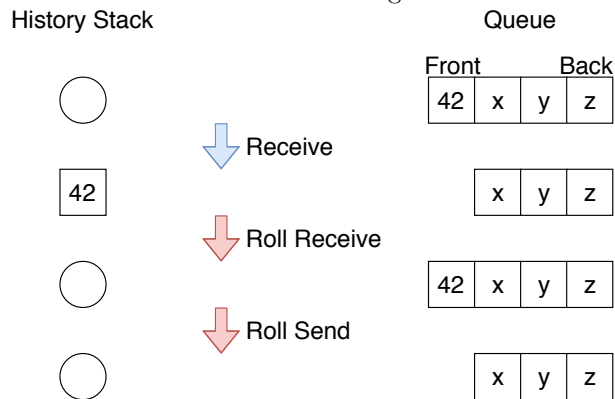 History Stack Queue
Front Back
42 x y z
Receive
42 x y z
Roll Receive
42 x y z
Roll Send
x y z